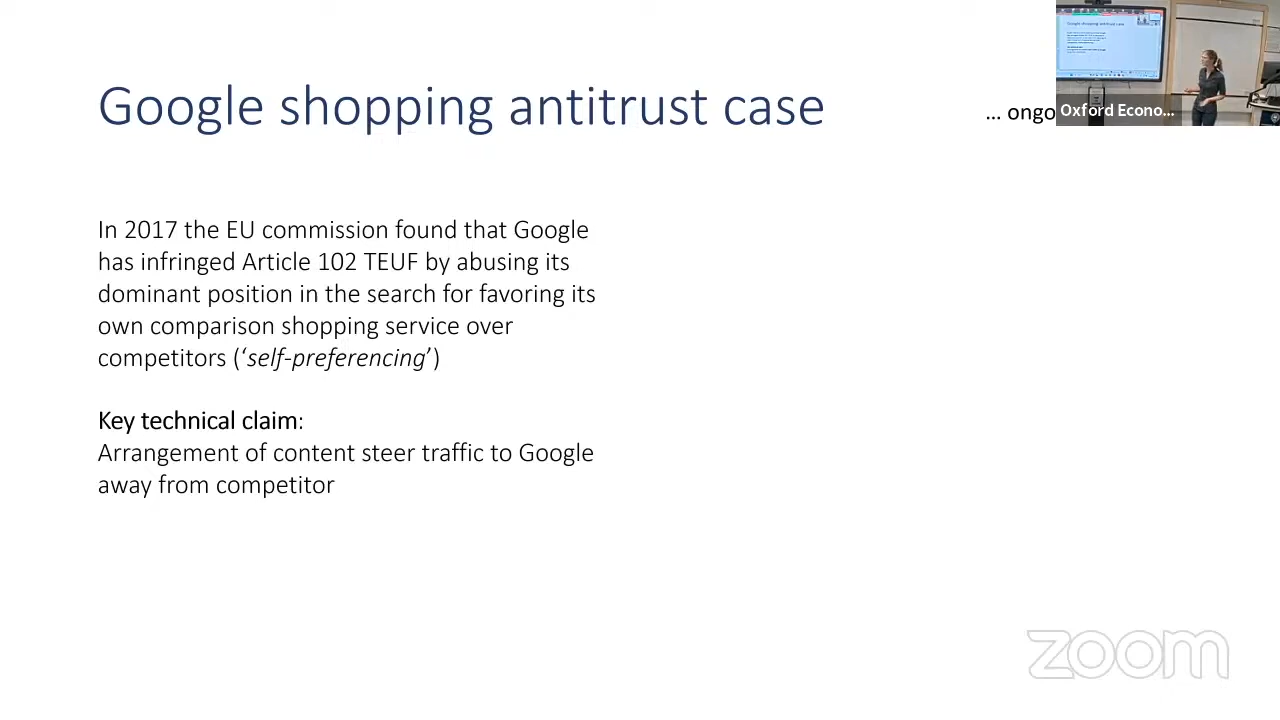 Google shopping antitrust case
... ongo
Oxford Econo...
In 2017 the EU commission found that Google
has infringed Article 102 TEUF by abusing its
dominant position in the search for favoring its
own comparison shopping service over
competitors (‘self-preferencing’)
Key technical claim:
Arrangement of content steer traffic to Google
away from competitor
zoom